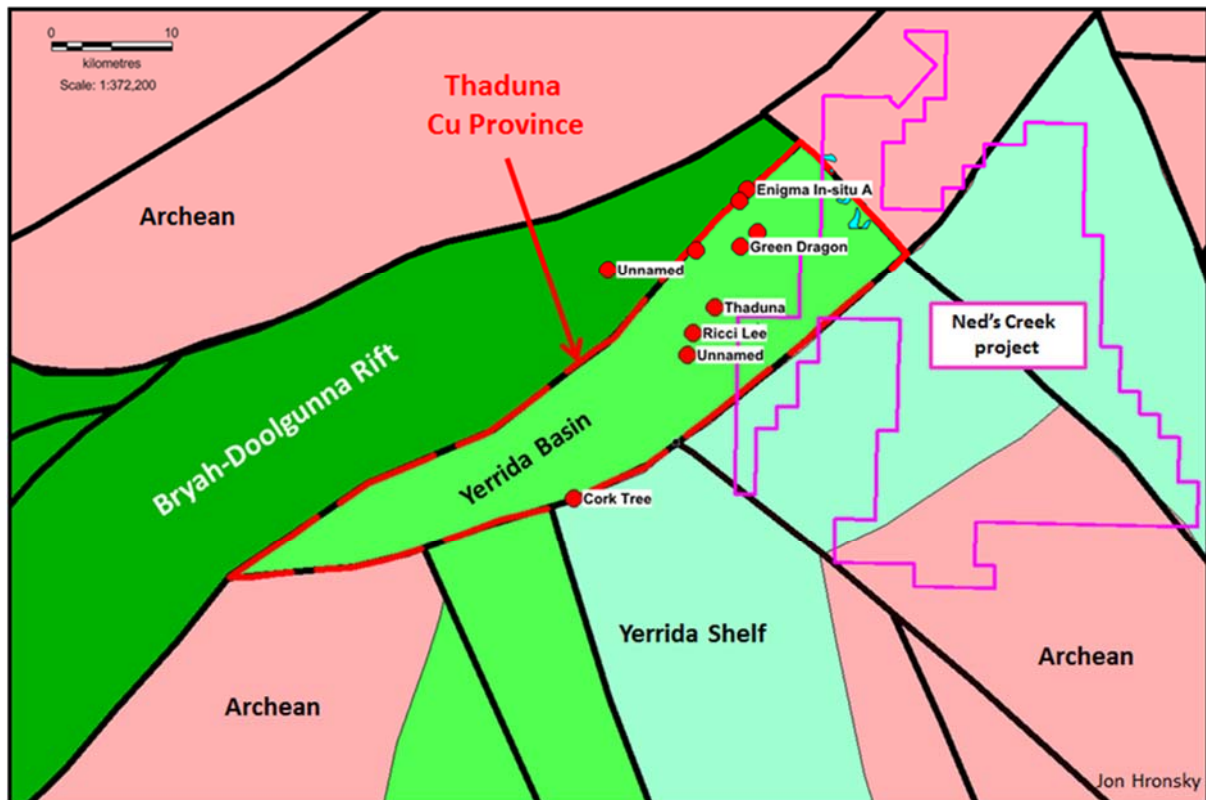 0 10
kilometres
Scale: 1:372,200
Thaduna
Cu Province
Archean
Enigma In-situ A
Green Dragon
Unnamed
Thaduna
Ricci Lee
Unnamed
Ned's Creek
project
Bryah-Doolgunna Rift
Yerrida Basin
Cork Tree
Yerrida Shelf
Archean
Archean
Jon Hronsky